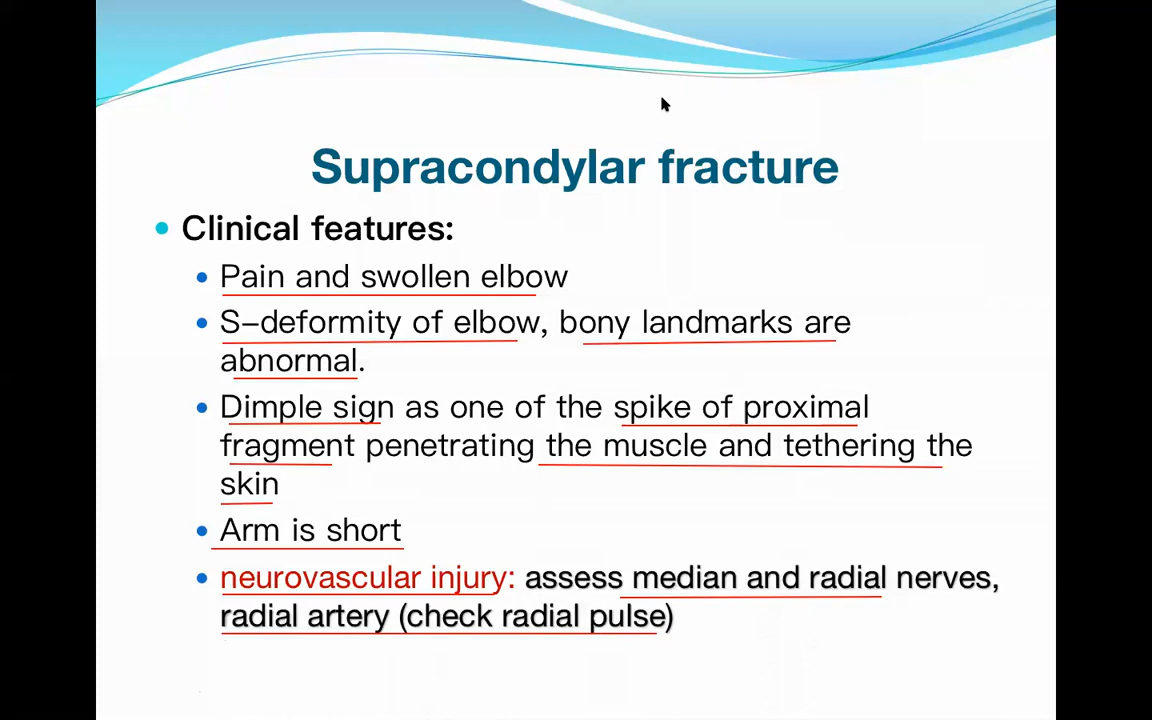 Supracondylar fracture
• Clinical features:
• Pain and swollen elbow
• S-deformity of elbow, bony landmarks are
abnormal.
• Dimple sign as one of the spike of proximal
fragment penetrating the muscle and tethering the
skin
• Arm is short
• neurovascular injury: assess median and radial nerves,
radial artery (check radial pulse)